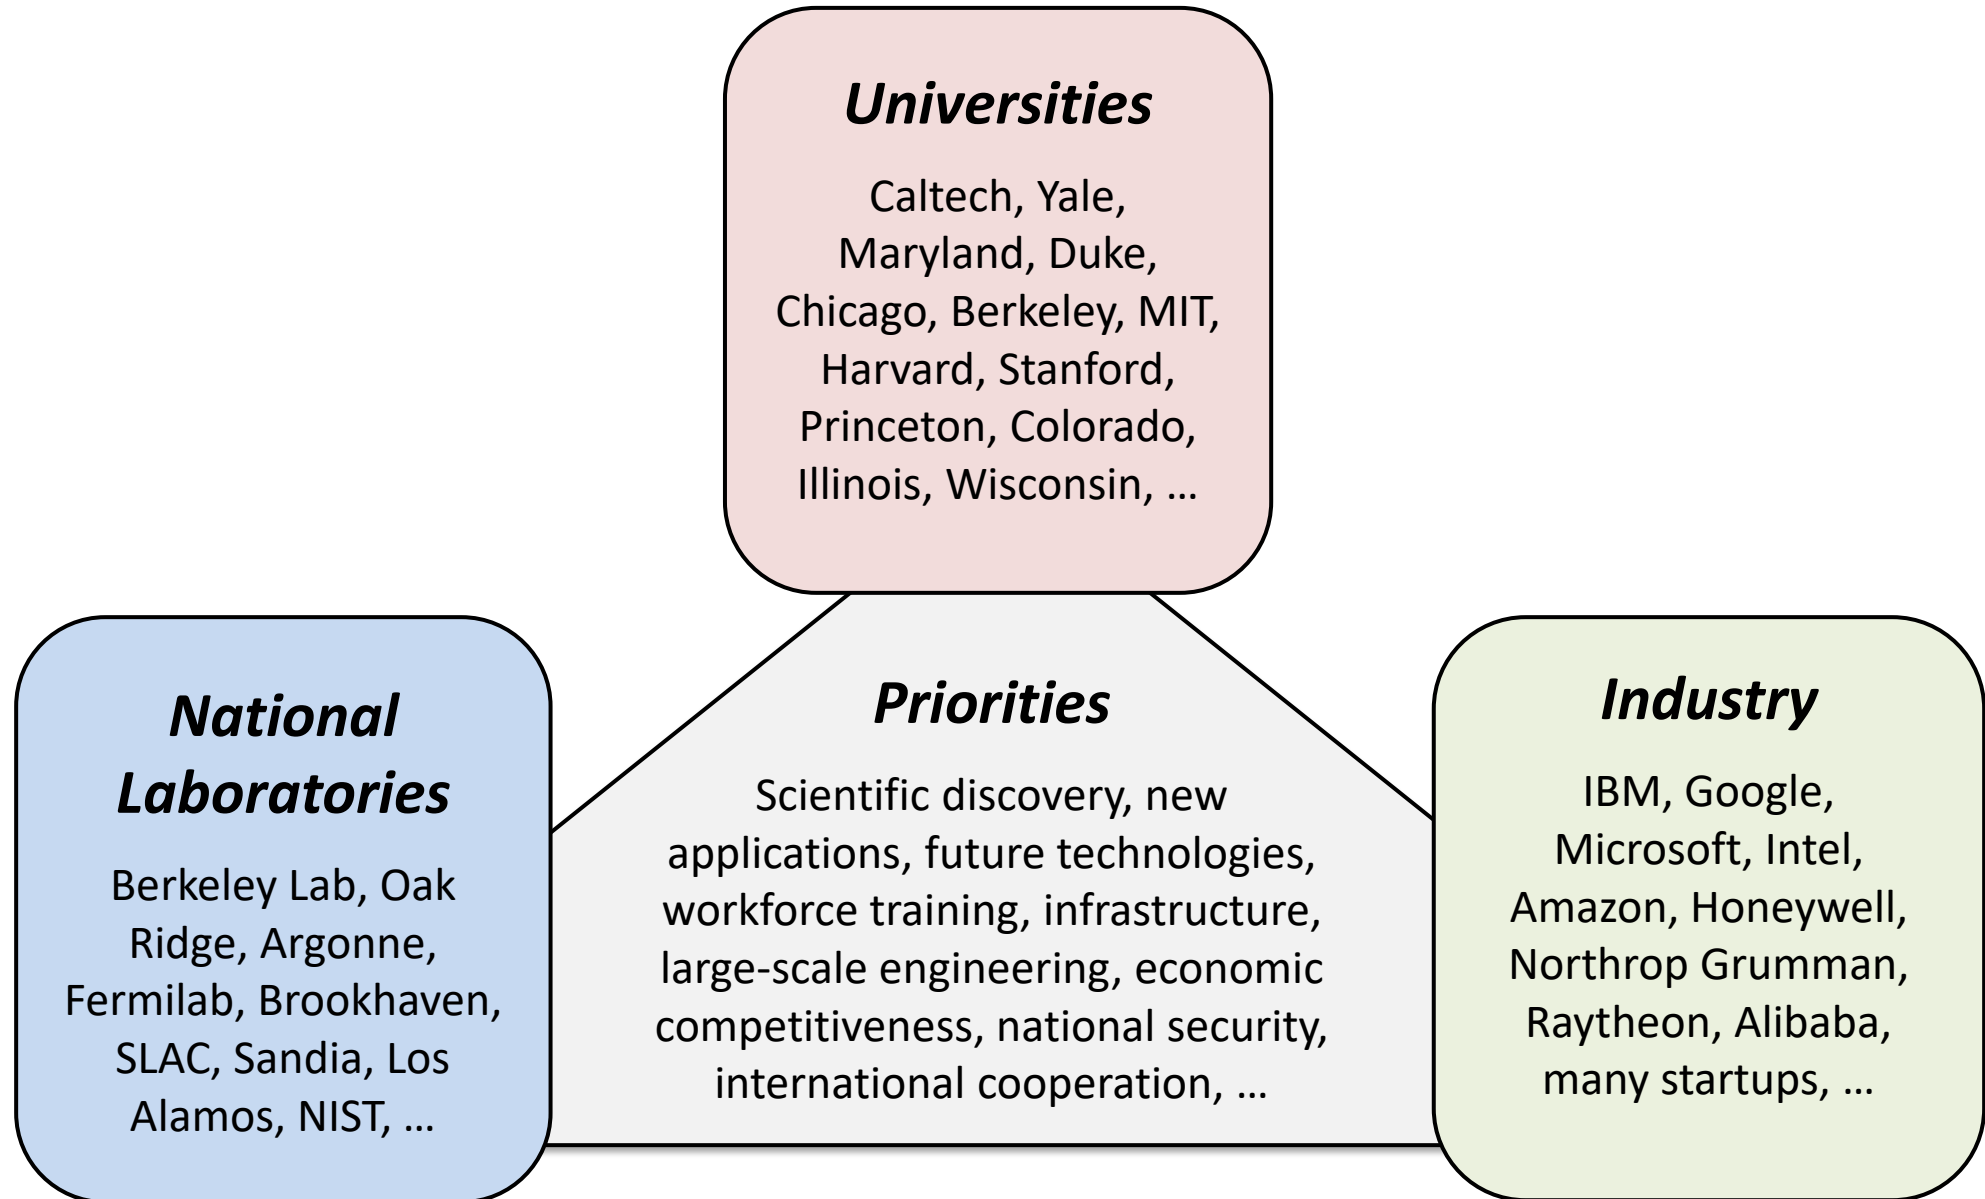 Universities
Caltech, Yale,
Maryland, Duke,
Chicago, Berkeley, MIT,
Harvard, Stanford,
Princeton, Colorado,
Illinois, Wisconsin, …
National
Laboratories
Berkeley Lab, Oak
Ridge, Argonne,
Fermilab, Brookhaven,
SLAC, Sandia, Los
Alamos, NIST, …
Priorities
Scientific discovery, new
applications, future technologies,
workforce training, infrastructure,
large-scale engineering, economic
competitiveness, national security,
international cooperation, …
Industry
IBM, Google,
Microsoft, Intel,
Amazon, Honeywell,
Northrop Grumman,
Raytheon, Alibaba,
many startups, …